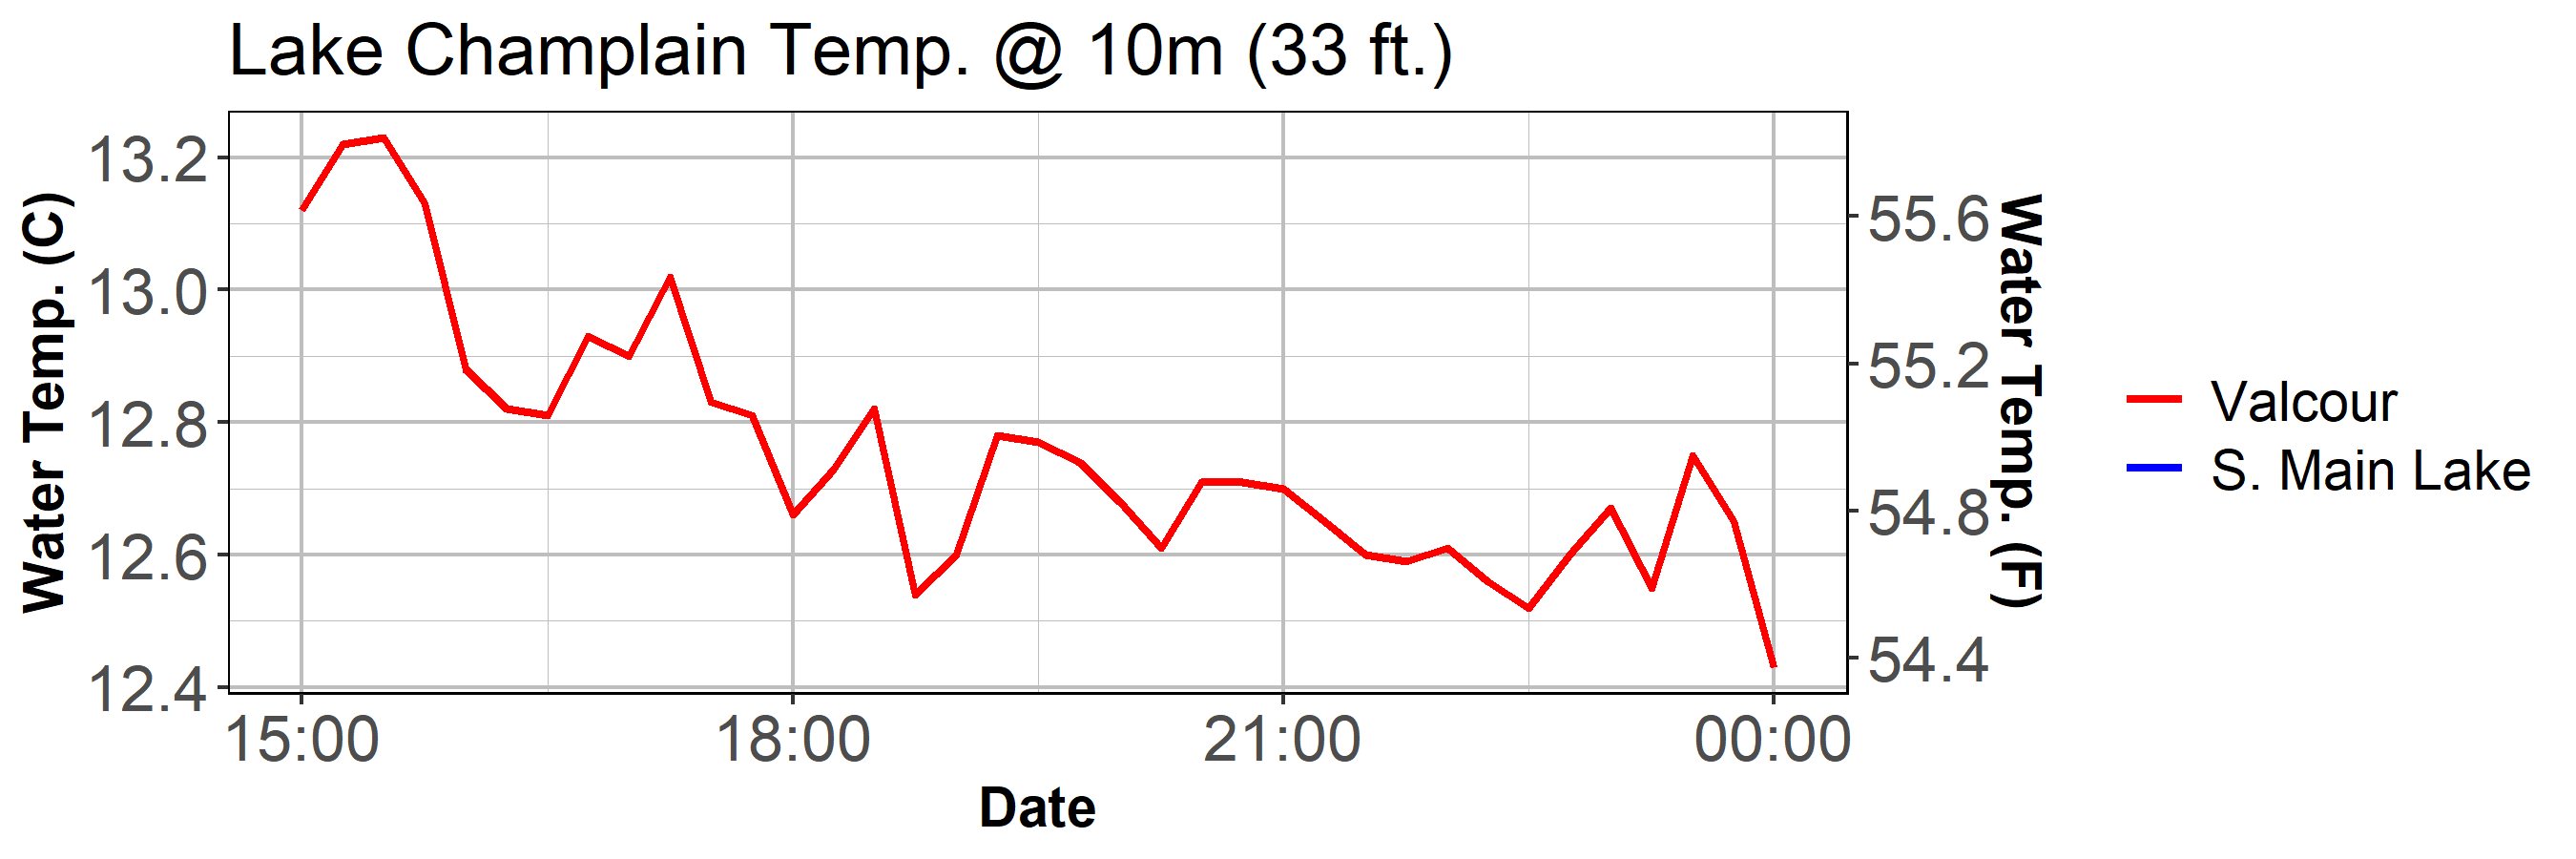 Lake Champlain Temp. @ 10m (33 ft.)
Water Temp. (C)
13.2
13.0
12.8
12.6
12.4
15:00 18:00 21:00 00:00
Date
55.6
55.2
54.8
54.4
Water Temp. (F)
Valcour
S. Main Lake